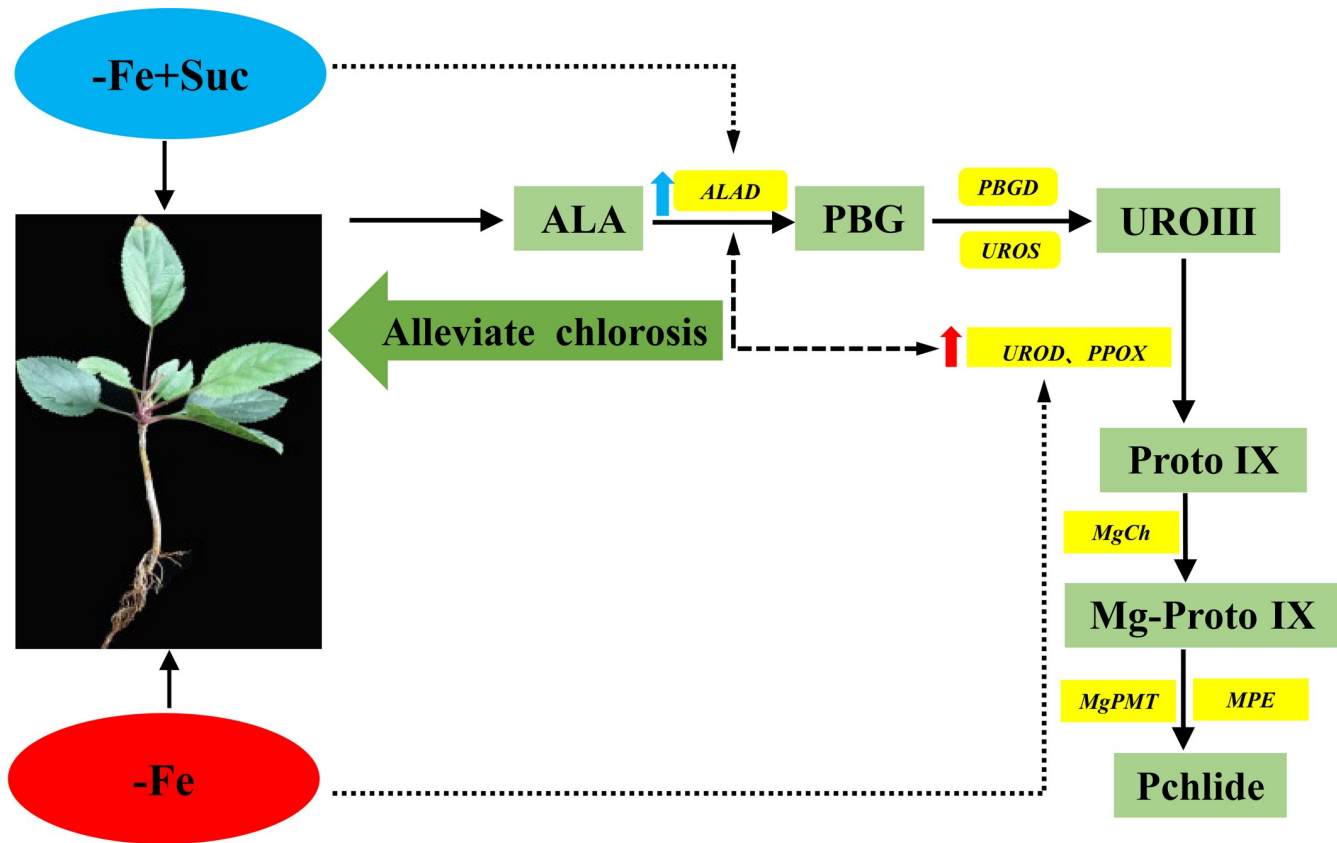 -Fe+Suc
ALAD
PBGD
ALA
PBG
UROIII
UROS
Alleviate chlorosis
UROD、PPOX
Proto IX
MgCh
Mg-Proto IX
MgPMT
MPE
-Fe
Pchlide